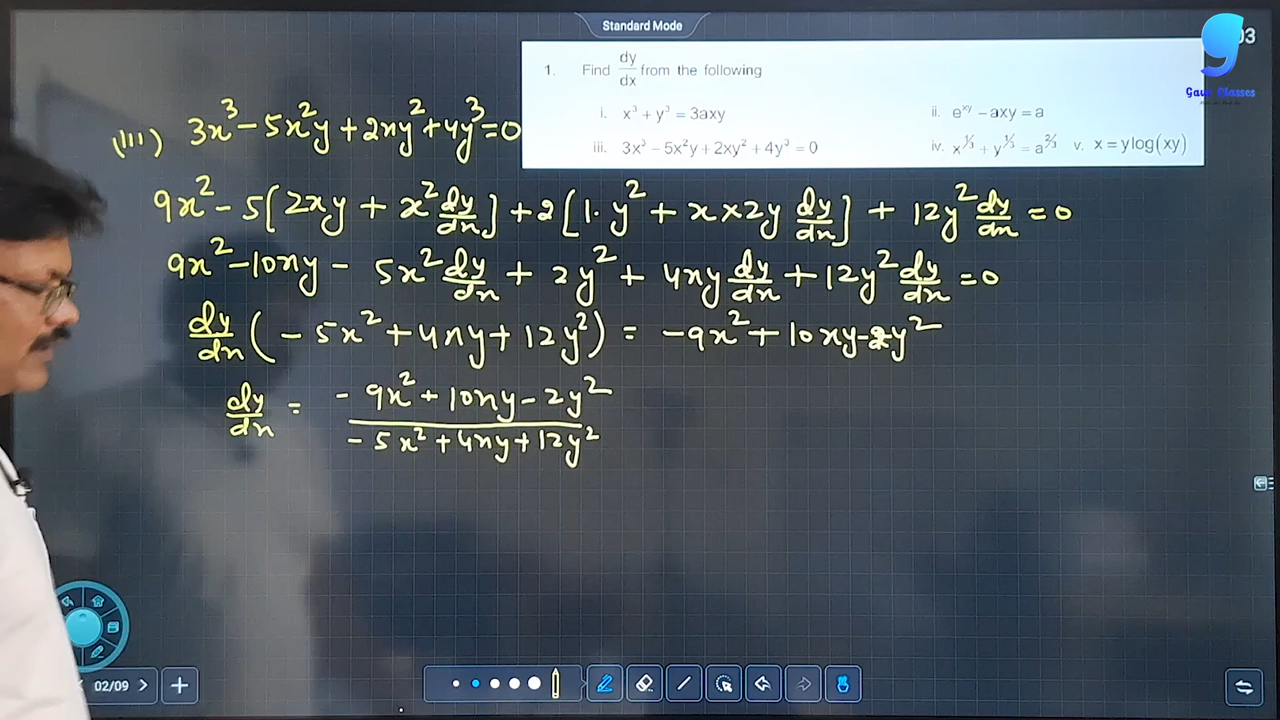 Standard Mode
03
Gaur Classes
1. Find dy/dx from the following
i. x³ + y³ = 3axy
ii. e^xy − axy = a
iii. 3x³ − 5x²y + 2xy² + 4y³ = 0
iv. x^⅓ + y^⅓ = a^⅔ v. x = y log(xy)
(iii) 3x³ − 5x²y + 2xy² + 4y³ = 0
9x² − 5[2xy + x² dy/dx] + 2[1·y² + x×2y dy/dx] + 12y² dy/dx = 0
9x² − 10xy − 5x² dy/dx + 2y² + 4xy dy/dx + 12y² dy/dx = 0
dy/dx (−5x² + 4xy + 12y²) = −9x² + 10xy − 2y²
dy/dx = (−9x² + 10xy − 2y²)/(−5x² + 4xy + 12y²)
02/09